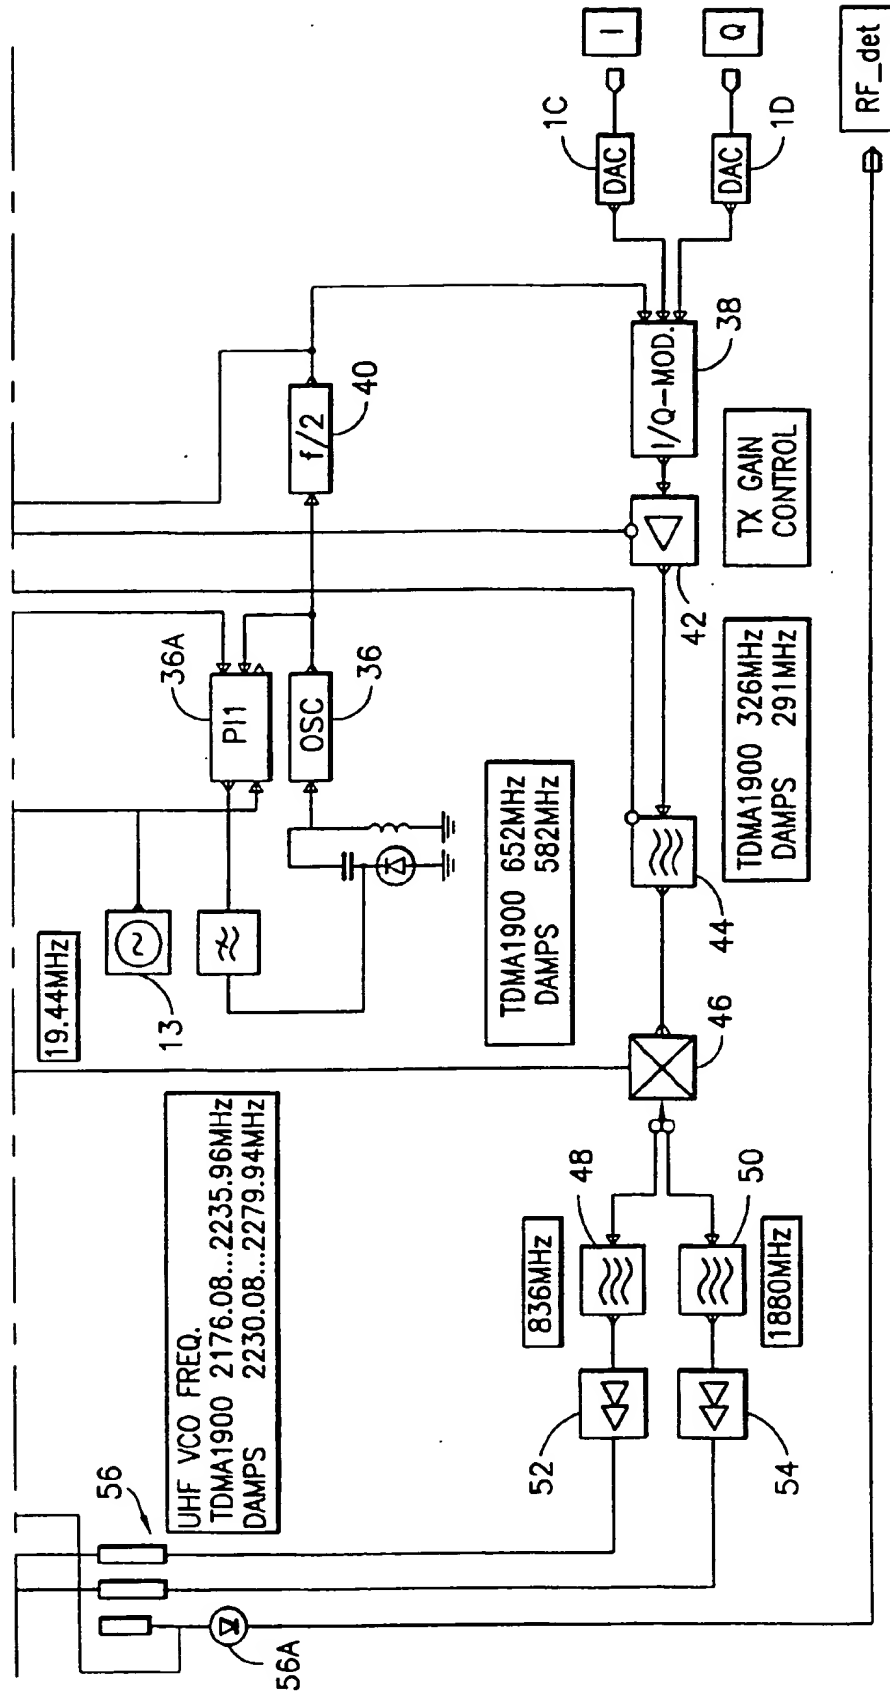 19.44MHz
13
UHF VCO FREQ.
TDMA1900 2176.08...2235.96MHz
DAMPS 2230.08...2279.94MHz
56
56A
PI1
36A
OSC
36
f/2
40
TDMA1900 652MHz
DAMPS 582MHz
1C
DAC
I
DAC
1D
Q
RF_det
I/Q-MOD.
38
42
TX GAIN
CONTROL
44
TDMA1900 326MHz
DAMPS 291MHz
46
836MHz
48
50
1880MHz
52
54